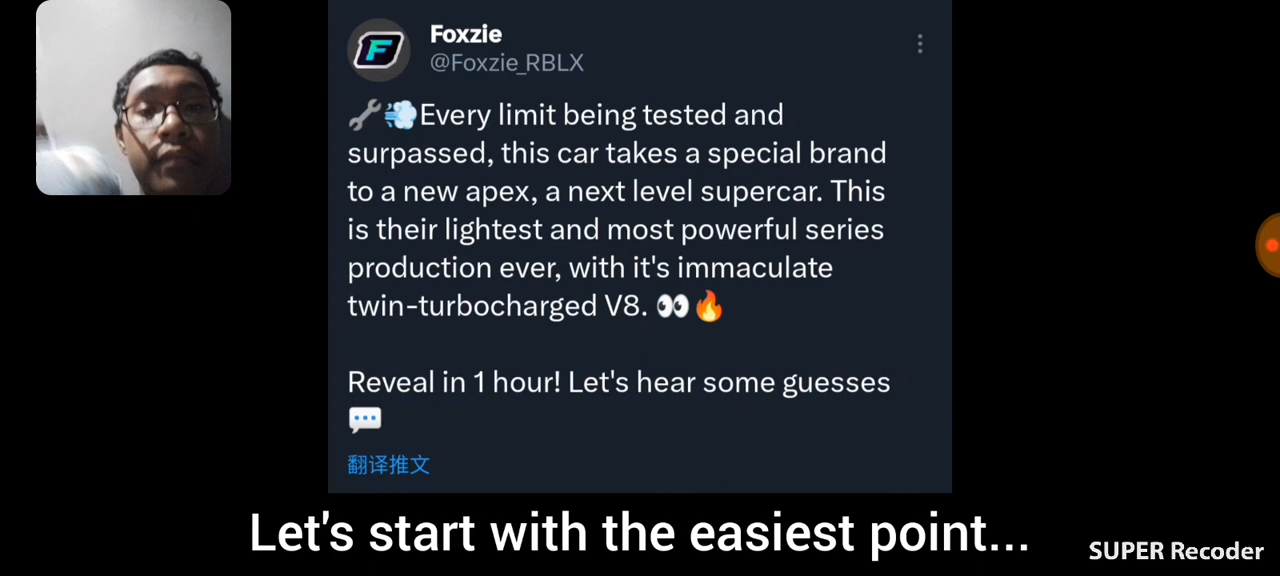 Foxzie
@Foxzie_RBLX
🔧💨Every limit being tested and
surpassed, this car takes a special brand
to a new apex, a next level supercar. This
is their lightest and most powerful series
production ever, with it's immaculate
twin-turbocharged V8. 👀🔥
Reveal in 1 hour! Let's hear some guesses
💬
翻译推文
Let's start with the easiest point...
SUPER Recoder